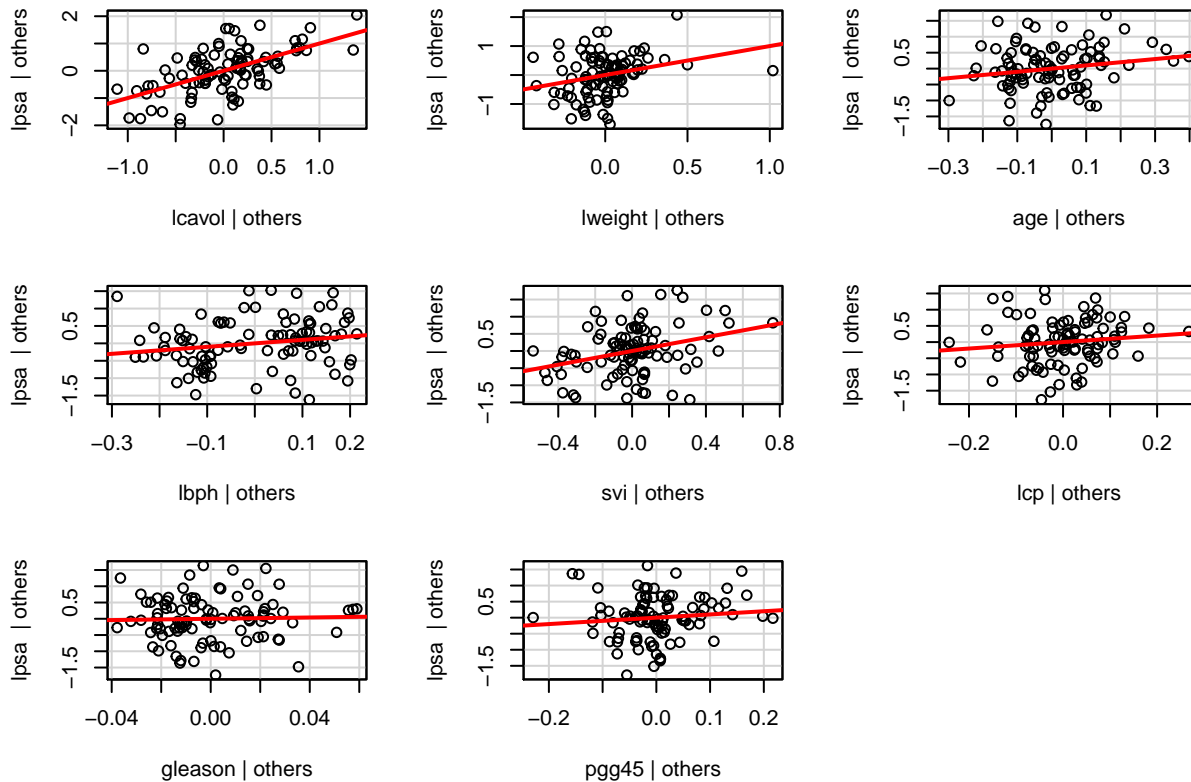 lpsa | others
−2 0 2
−1.0 0.0 1.0
lcavol | others
lpsa | others
−1 1
0.0 0.5 1.0
lweight | others
lpsa | others
−1.5 0.5
−0.3 −0.1 0.1 0.3
age | others
lpsa | others
−1.5 0.5
−0.3 −0.1 0.1 0.2
lbph | others
lpsa | others
−1.5 0.5
−0.4 0.0 0.4 0.8
svi | others
lpsa | others
−1.5 0.5
−0.2 0.0 0.2
lcp | others
lpsa | others
−1.5 0.5
−0.04 0.00 0.04
gleason | others
lpsa | others
−1.5 0.5
−0.2 0.0 0.1 0.2
pgg45 | others